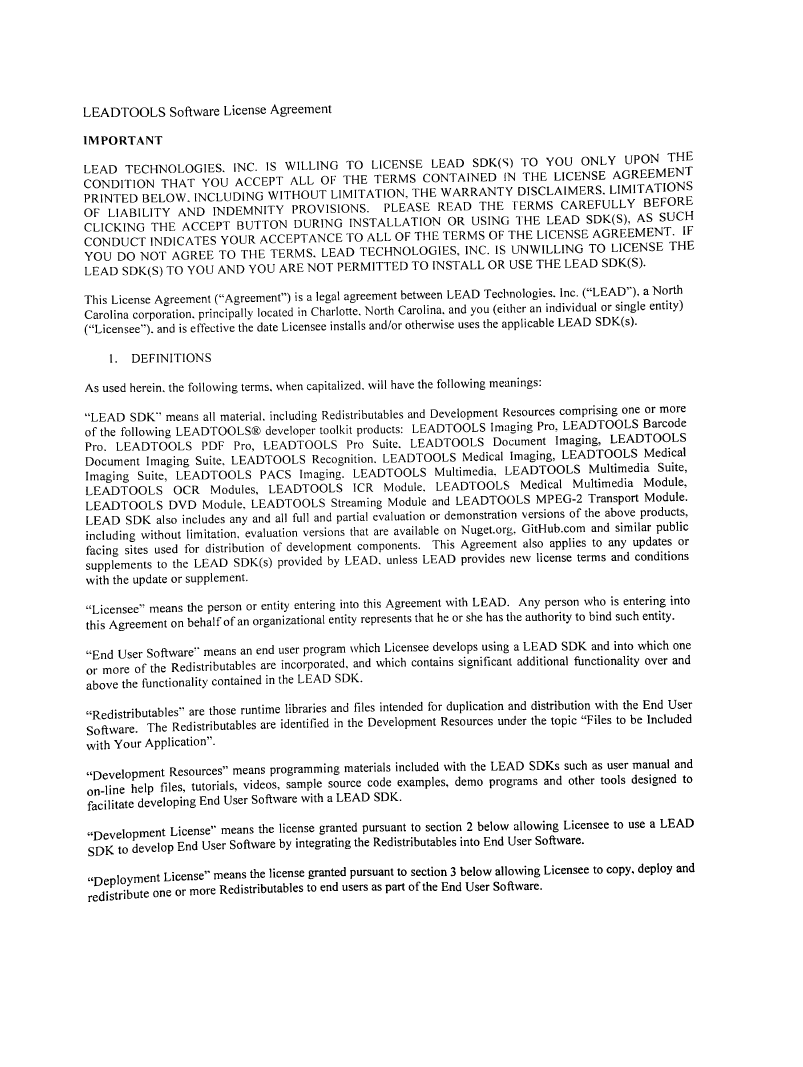 LEADTOOLS Software License Agreement
IMPORTANT
LEAD TECHNOLOGIES, INC. IS WILLING TO LICENSE LEAD SDK(S) TO YOU ONLY UPON THE
CONDITION THAT YOU ACCEPT ALL OF THE TERMS CONTAINED IN THE LICENSE AGREEMENT
PRINTED BELOW, INCLUDING WITHOUT LIMITATION, THE WARRANTY DISCLAIMERS, LIMITATIONS
OF LIABILITY AND INDEMNITY PROVISIONS. PLEASE READ THE TERMS CAREFULLY BEFORE
CLICKING THE ACCEPT BUTTON DURING INSTALLATION OR USING THE LEAD SDK(S), AS SUCH
CONDUCT INDICATES YOUR ACCEPTANCE TO ALL OF THE TERMS OF THE LICENSE AGREEMENT. IF
YOU DO NOT AGREE TO THE TERMS, LEAD TECHNOLOGIES, INC. IS UNWILLING TO LICENSE THE
LEAD SDK(S) TO YOU AND YOU ARE NOT PERMITTED TO INSTALL OR USE THE LEAD SDK(S).
This License Agreement (“Agreement”) is a legal agreement between LEAD Technologies, Inc. (“LEAD”), a North
Carolina corporation, principally located in Charlotte, North Carolina, and you (either an individual or single entity)
(“Licensee”), and is effective the date Licensee installs and/or otherwise uses the applicable LEAD SDK(s).
1. DEFINITIONS
As used herein, the following terms, when capitalized, will have the following meanings:
“LEAD SDK” means all material, including Redistributables and Development Resources comprising one or more
of the following LEADTOOLS® developer toolkit products: LEADTOOLS Imaging Pro, LEADTOOLS Barcode
Pro, LEADTOOLS PDF Pro, LEADTOOLS Pro Suite, LEADTOOLS Document Imaging, LEADTOOLS
Document Imaging Suite, LEADTOOLS Recognition, LEADTOOLS Medical Imaging, LEADTOOLS Medical
Imaging Suite, LEADTOOLS PACS Imaging, LEADTOOLS Multimedia, LEADTOOLS Multimedia Suite,
LEADTOOLS OCR Modules, LEADTOOLS ICR Module, LEADTOOLS Medical Multimedia Module,
LEADTOOLS DVD Module, LEADTOOLS Streaming Module and LEADTOOLS MPEG-2 Transport Module.
LEAD SDK also includes any and all full and partial evaluation or demonstration versions of the above products,
including without limitation, evaluation versions that are available on Nuget.org, GitHub.com and similar public
facing sites used for distribution of development components. This Agreement also applies to any updates or
supplements to the LEAD SDK(s) provided by LEAD, unless LEAD provides new license terms and conditions
with the update or supplement.
“Licensee” means the person or entity entering into this Agreement with LEAD. Any person who is entering into
this Agreement on behalf of an organizational entity represents that he or she has the authority to bind such entity.
“End User Software” means an end user program which Licensee develops using a LEAD SDK and into which one
or more of the Redistributables are incorporated, and which contains significant additional functionality over and
above the functionality contained in the LEAD SDK.
“Redistributables” are those runtime libraries and files intended for duplication and distribution with the End User
Software. The Redistributables are identified in the Development Resources under the topic “Files to be Included
with Your Application”.
“Development Resources” means programming materials included with the LEAD SDKs such as user manual and
on-line help files, tutorials, videos, sample source code examples, demo programs and other tools designed to
facilitate developing End User Software with a LEAD SDK.
“Development License” means the license granted pursuant to section 2 below allowing Licensee to use a LEAD
SDK to develop End User Software by integrating the Redistributables into End User Software.
“Deployment License” means the license granted pursuant to section 3 below allowing Licensee to copy, deploy and
redistribute one or more Redistributables to end users as part of the End User Software.